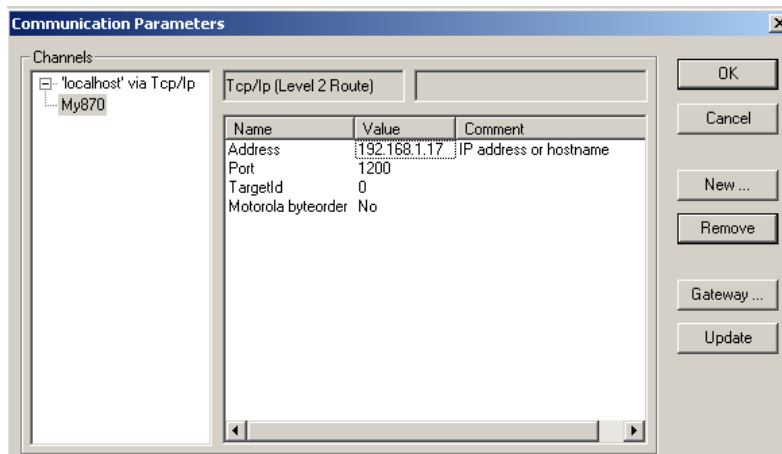 Communication Parameters
Channels
'localhost' via Tcp/Ip
My870
Tcp/Ip (Level 2 Route)
Name Value Comment
Address 192.168.1.17 IP address or hostname
Port 1200
TargetId 0
Motorola byteorder No
OK
Cancel
New ...
Remove
Gateway ...
Update